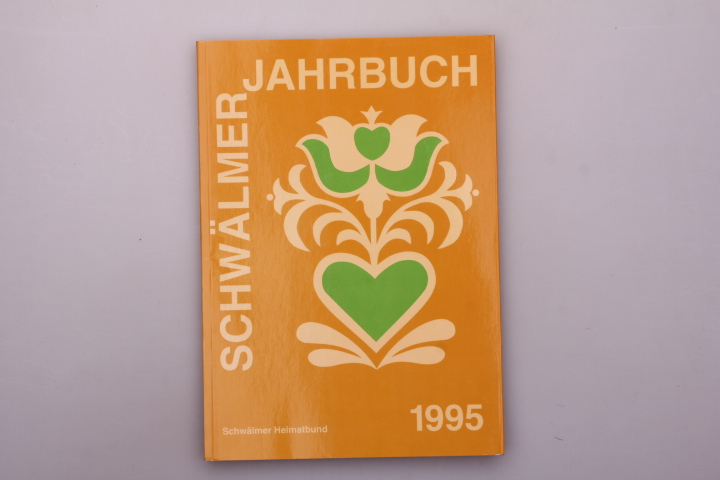 SCHWÄLMER
JAHRBUCH
1995
Schwälmer Heimatbund